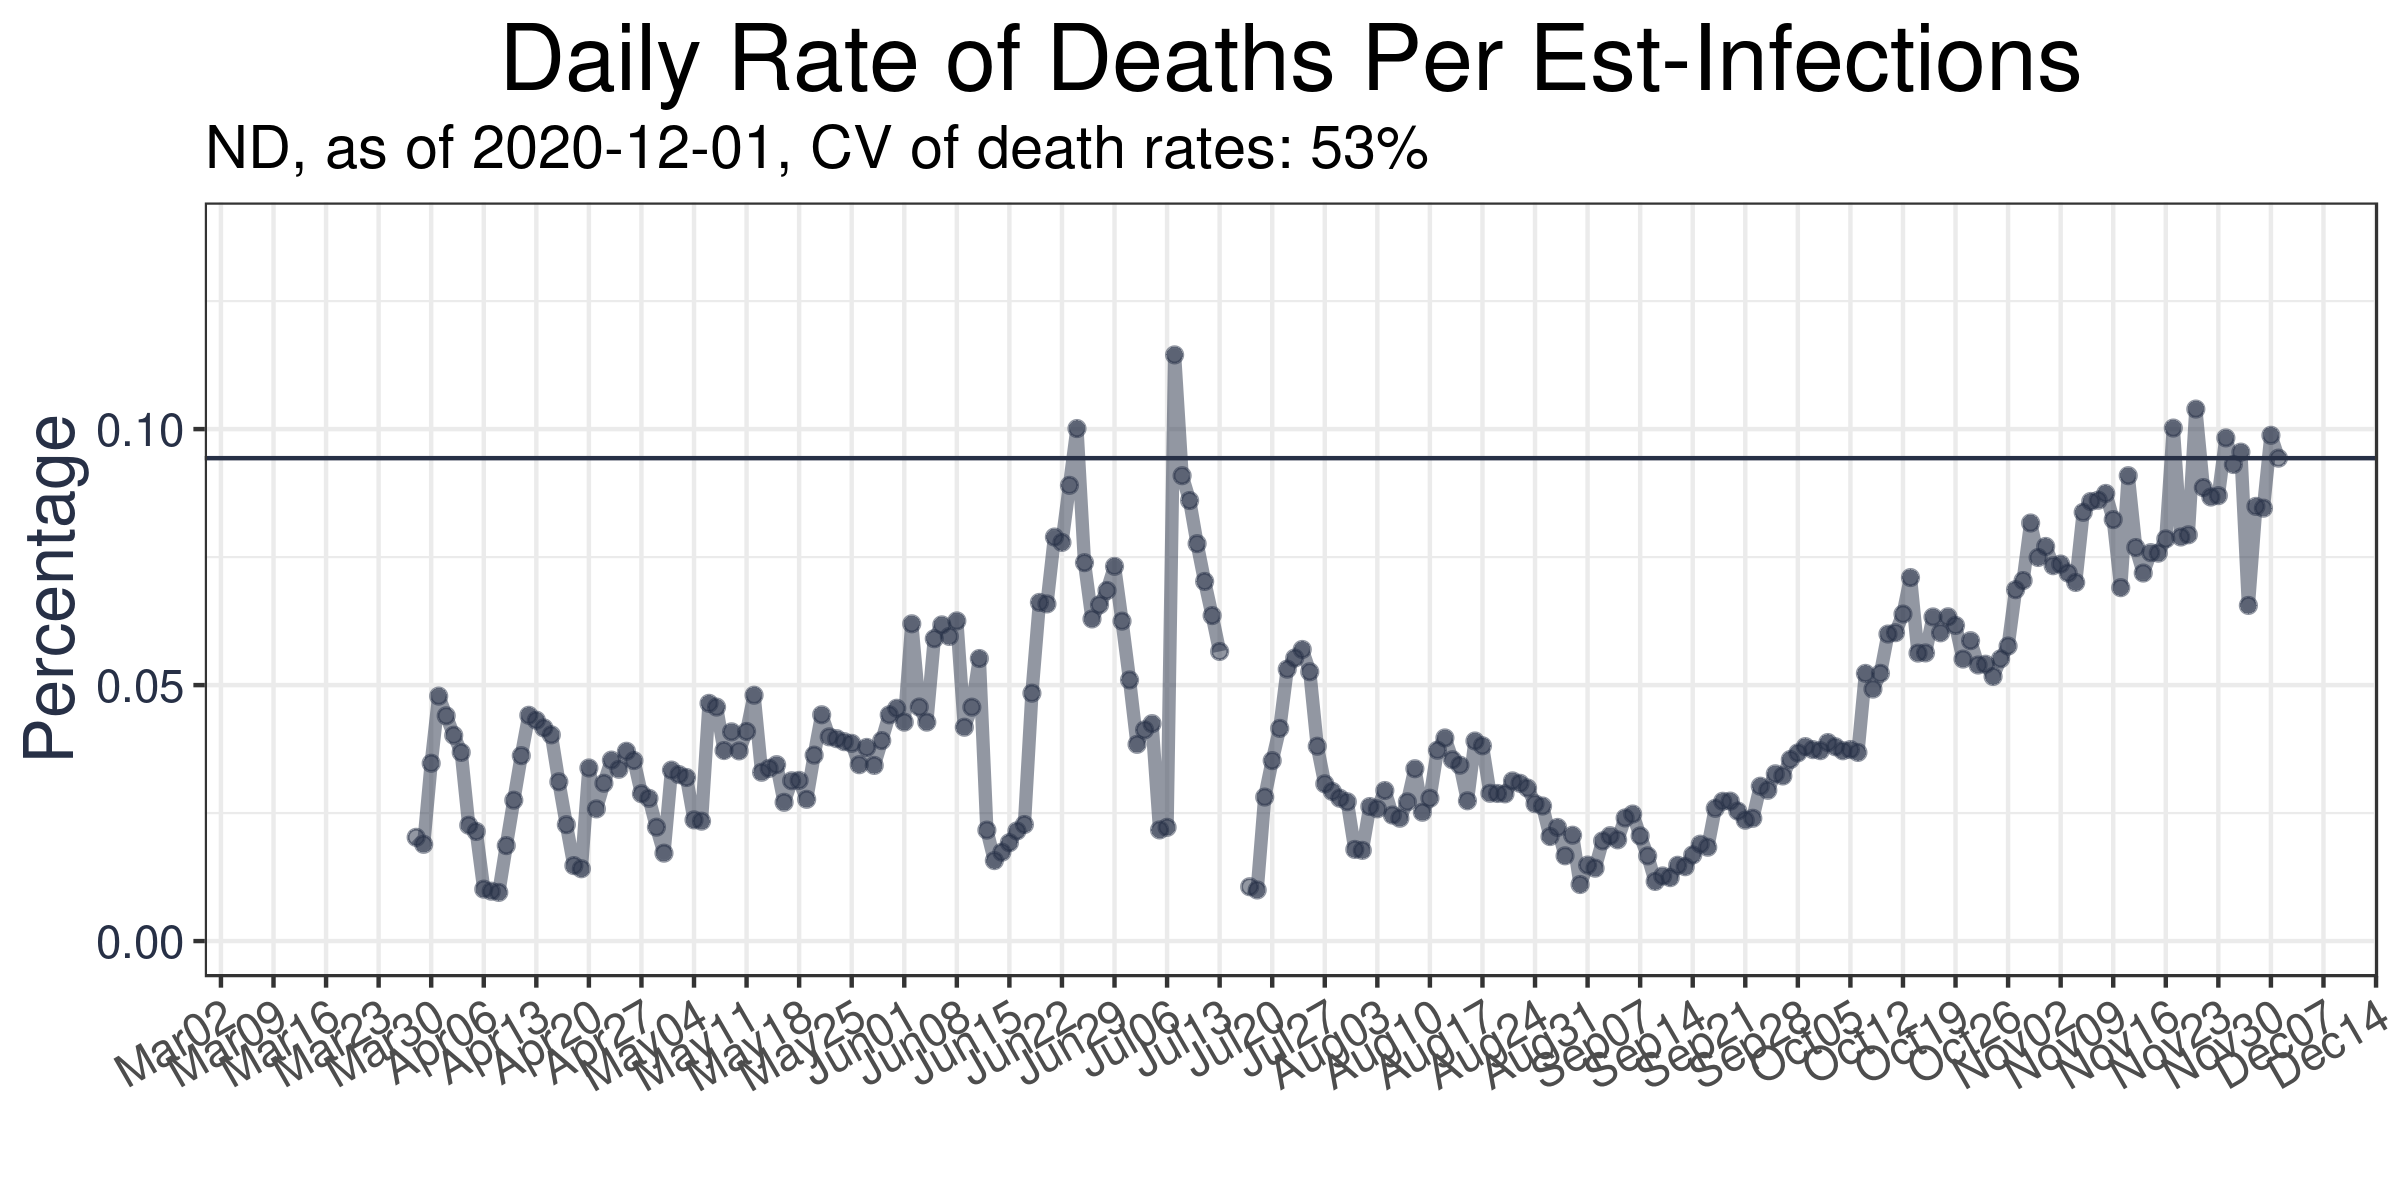 Daily Rate of Deaths Per Est-Infections
ND, as of 2020-12-01, CV of death rates: 53%
Percentage
0.10
0.05
0.00
Mar02
Mar09
Mar16
Mar23
Mar30
Apr06
Apr13
Apr20
Apr27
May04
May11
May18
May25
Jun01
Jun08
Jun15
Jun22
Jun29
Jul06
Jul13
Jul20
Jul27
Aug03
Aug10
Aug17
Aug24
Aug31
Sep07
Sep14
Sep21
Sep28
Oct05
Oct12
Oct19
Oct26
Nov02
Nov09
Nov16
Nov23
Nov30
Dec07
Dec14